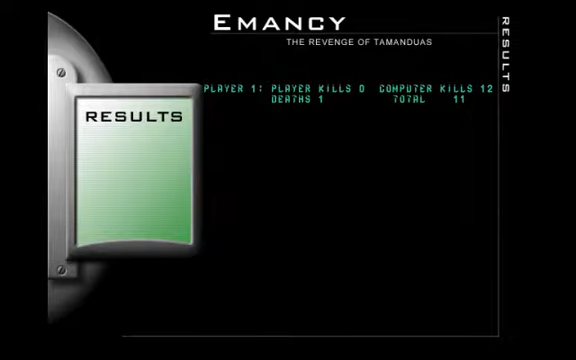 EMANCY
THE REVENGE OF TAMANDUAS
RESULTS
PLAYER 1: PLAYER KILLS 0 COMPUTER KILLS 12
DEATHS 1 TOTAL 11
RESULTS